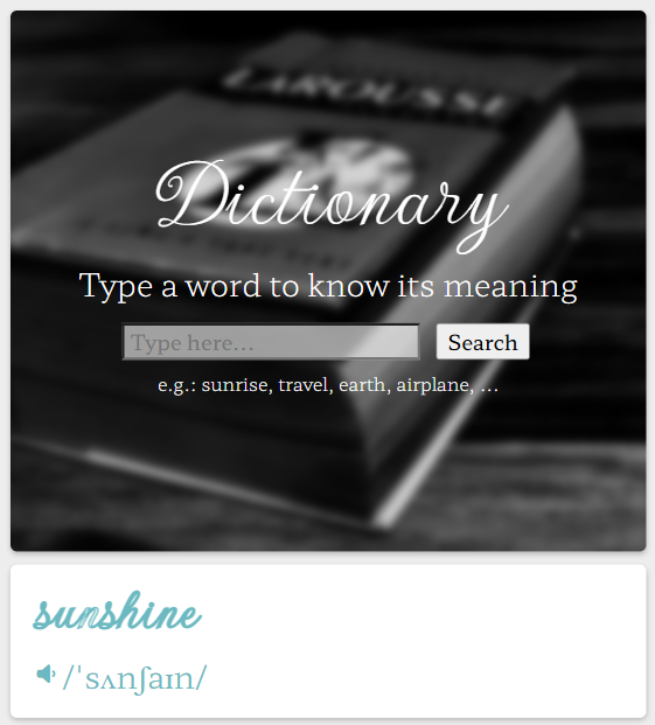 LAROUSSE
Dictionary
Type a word to know its meaning
Type here...
Search
e.g.: sunrise, travel, earth, airplane, ...
sunshine
/ˈsʌnʃaɪn/